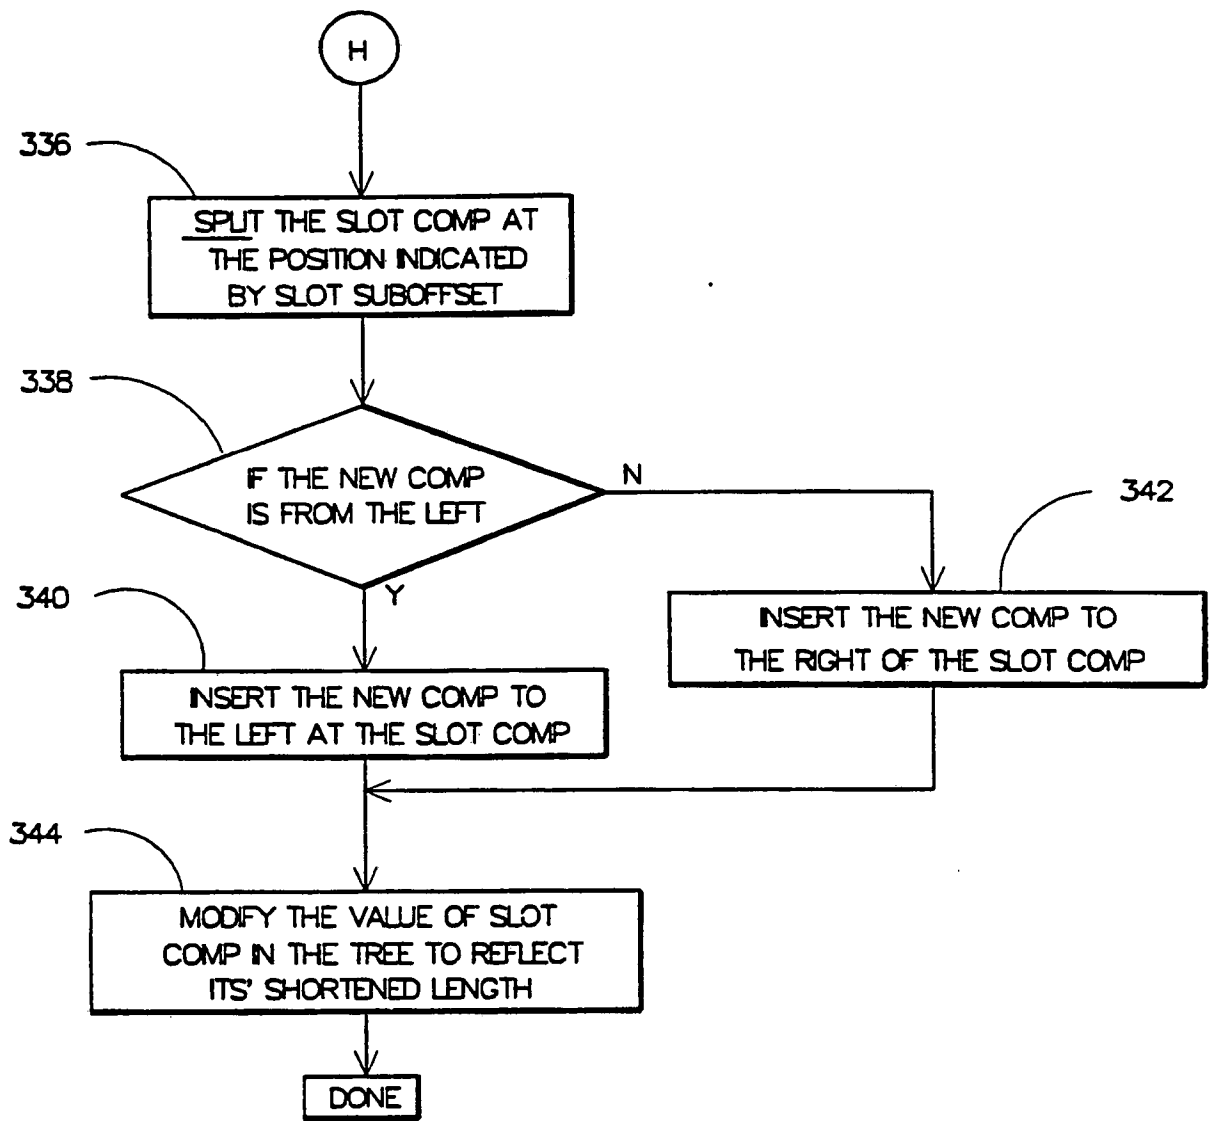 H
336
SPLIT THE SLOT COMP AT
THE POSITION INDICATED
BY SLOT SUBOFFSET
338
IF THE NEW COMP
IS FROM THE LEFT
N
342
Y
340
INSERT THE NEW COMP TO
THE RIGHT OF THE SLOT COMP
INSERT THE NEW COMP TO
THE LEFT AT THE SLOT COMP
344
MODIFY THE VALUE OF SLOT
COMP IN THE TREE TO REFLECT
ITS' SHORTENED LENGTH
DONE